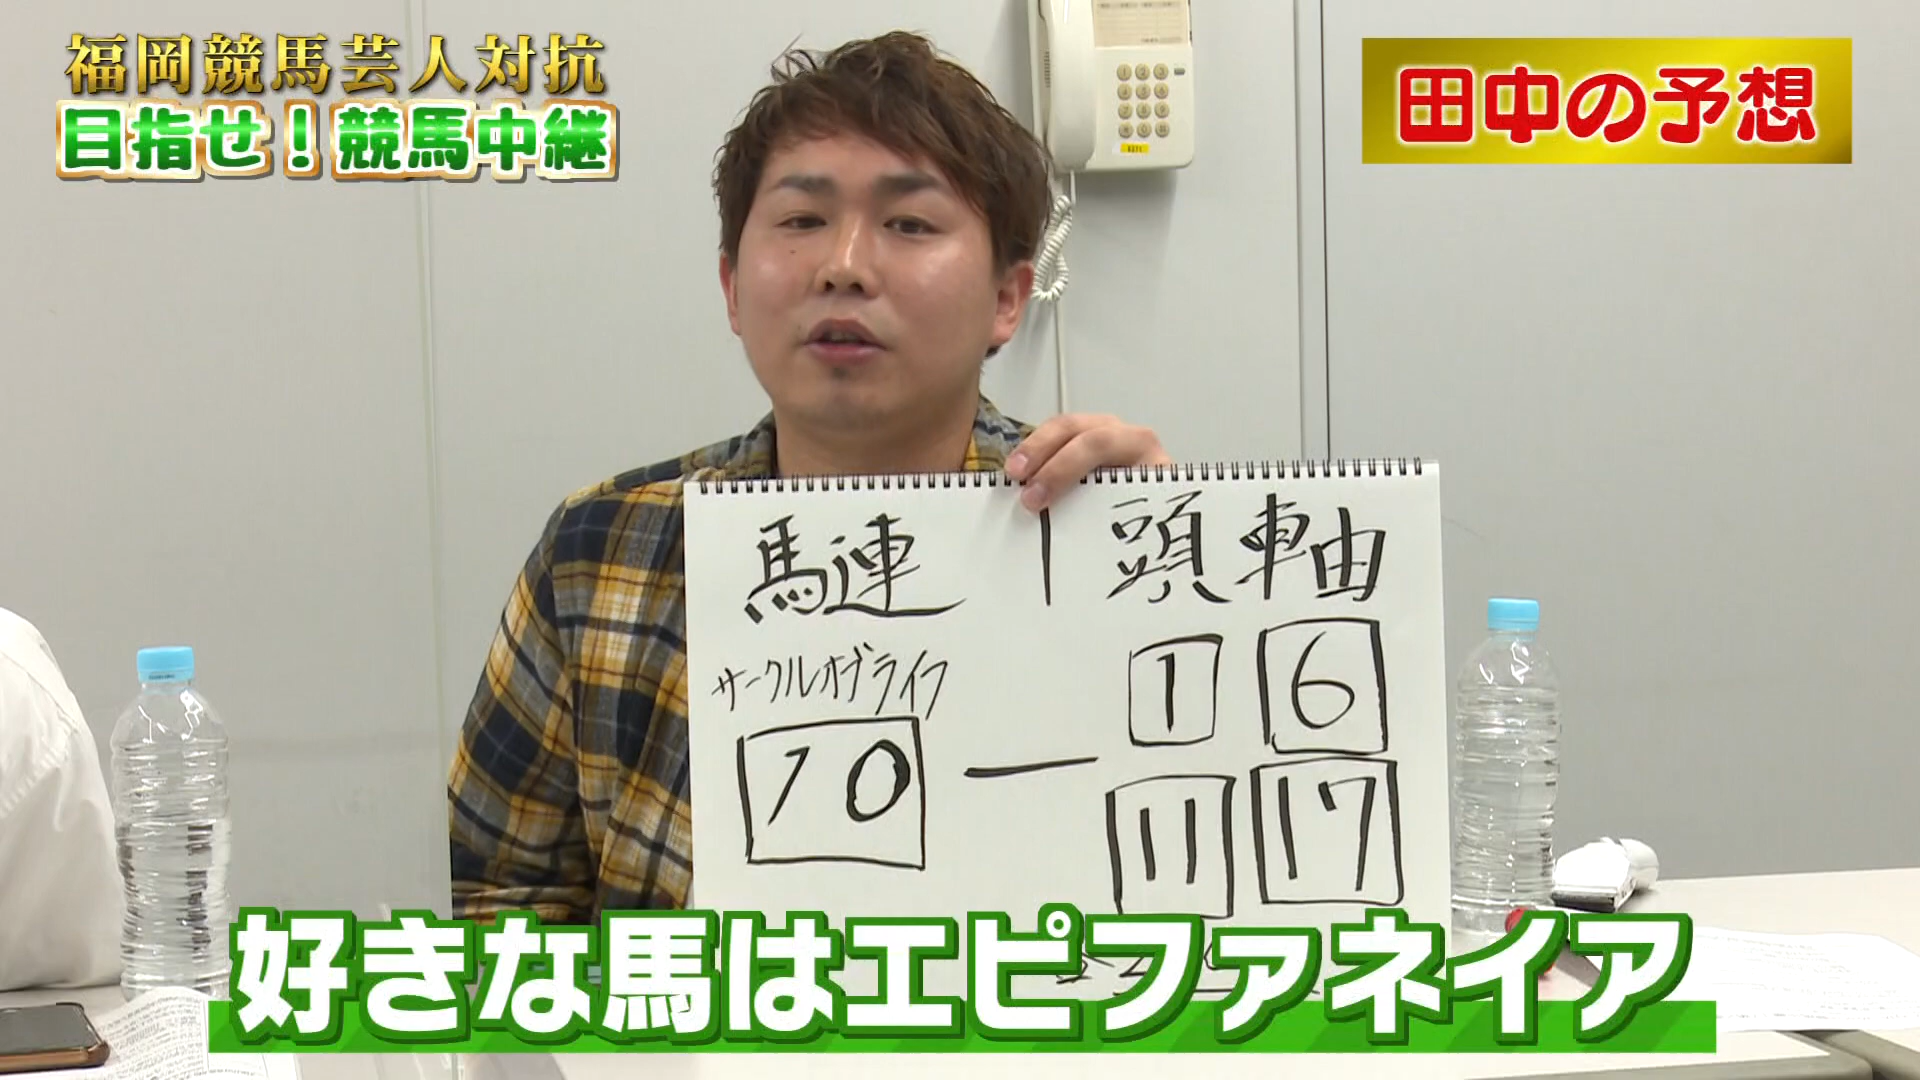 福岡競馬芸人対抗
目指せ！競馬中継
田中の予想
馬連 1頭軸
サークルオブライフ
10 ー 1 6
11 17
好きな馬はエピファネイア